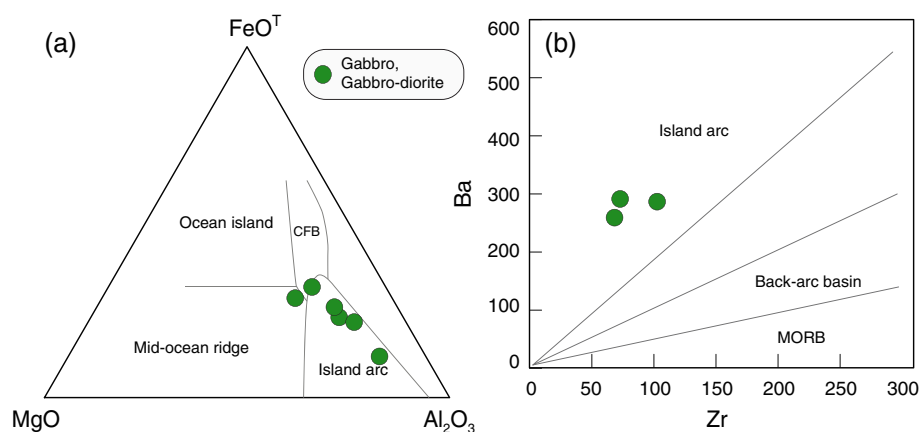 (a)
FeOᵀ
Gabbro,
Gabbro-diorite
Ocean island
CFB
Mid-ocean ridge
Island arc
MgO
Al₂O₃
(b)
600
500
400
300
200
100
0
Ba
Island arc
Back-arc basin
MORB
0
50
100
150
200
250
300
Zr